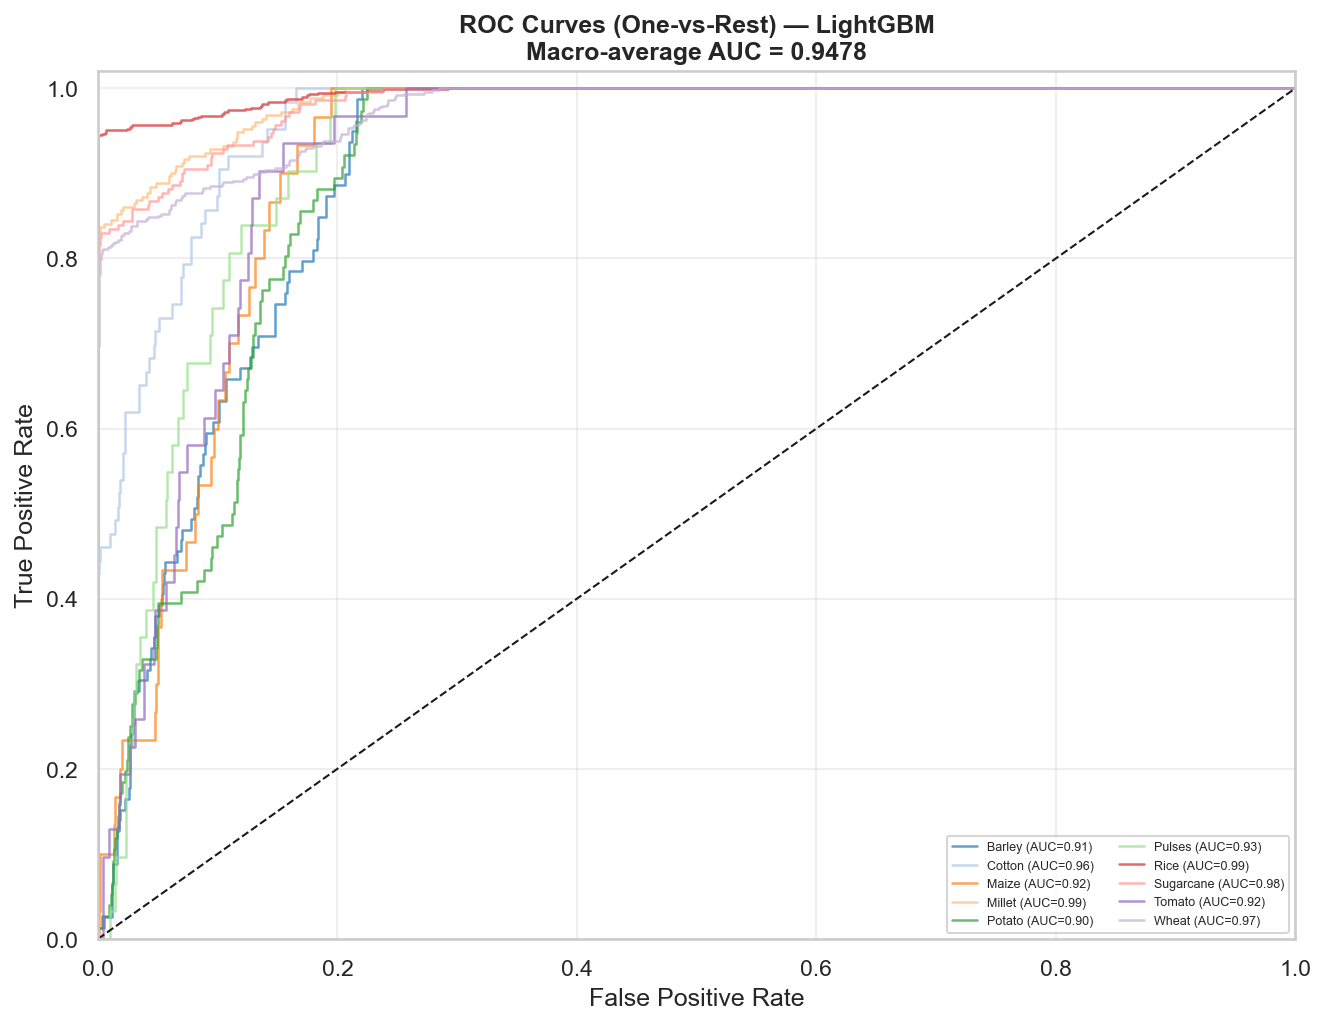 ROC Curves (One-vs-Rest) — LightGBM
Macro-average AUC = 0.9478
True Positive Rate
1.0
0.8
0.6
0.4
0.2
0.0
0.0 0.2 0.4 0.6 0.8 1.0
False Positive Rate
Barley (AUC=0.91)
Cotton (AUC=0.96)
Maize (AUC=0.92)
Millet (AUC=0.99)
Potato (AUC=0.90)
Pulses (AUC=0.93)
Rice (AUC=0.99)
Sugarcane (AUC=0.98)
Tomato (AUC=0.92)
Wheat (AUC=0.97)